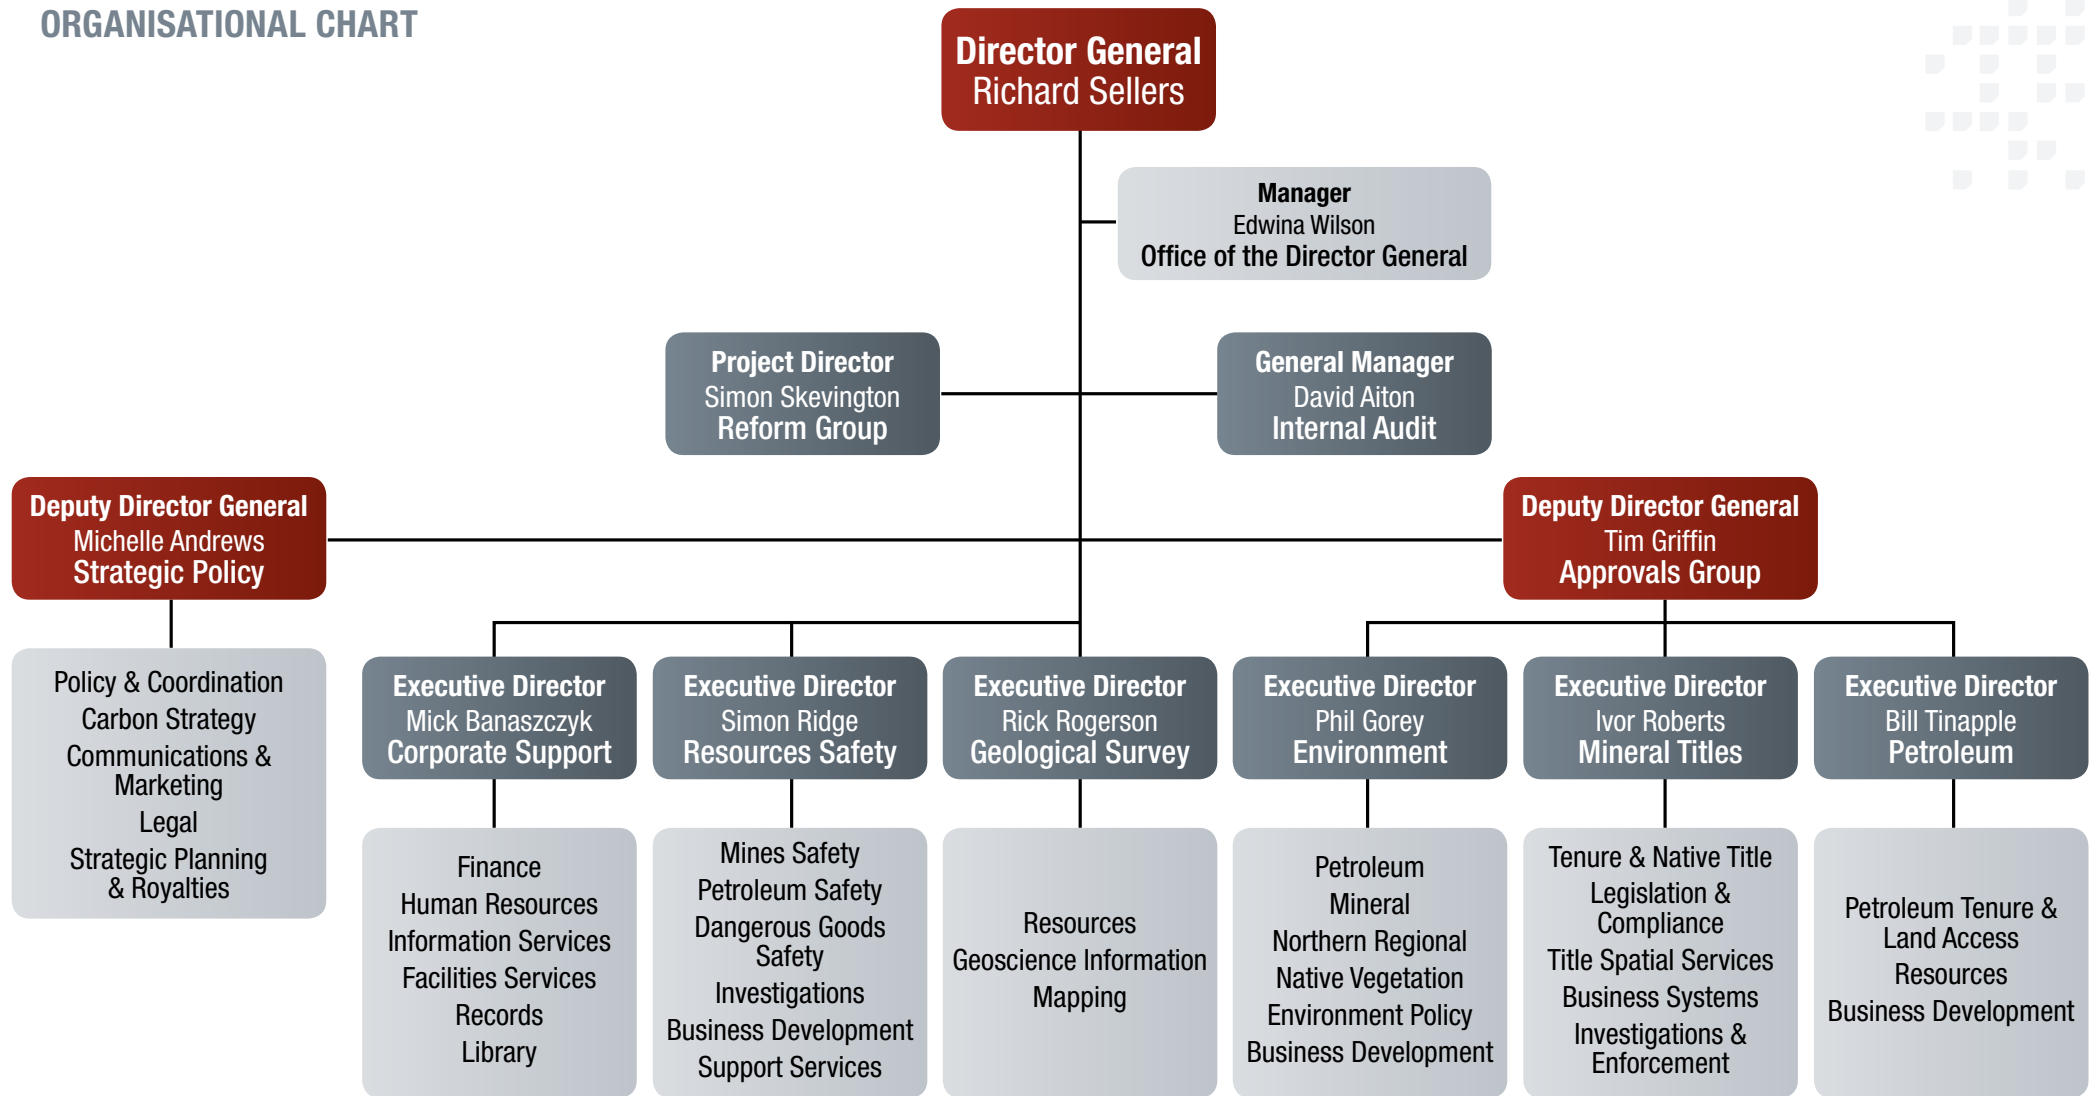 ORGANISATIONAL CHART
Director General
Richard Sellers
Manager
Edwina Wilson
Office of the Director General
Project Director
Simon Skevington
Reform Group
General Manager
David Aiton
Internal Audit
Deputy Director General
Michelle Andrews
Strategic Policy
Deputy Director General
Tim Griffin
Approvals Group
Policy & Coordination
Carbon Strategy
Communications &
Marketing
Legal
Strategic Planning
& Royalties
Executive Director
Mick Banaszczyk
Corporate Support
Executive Director
Simon Ridge
Resources Safety
Executive Director
Rick Rogerson
Geological Survey
Executive Director
Phil Gorey
Environment
Executive Director
Ivor Roberts
Mineral Titles
Executive Director
Bill Tinapple
Petroleum
Finance
Human Resources
Information Services
Facilities Services
Records
Library
Mines Safety
Petroleum Safety
Dangerous Goods
Safety
Investigations
Business Development
Support Services
Resources
Geoscience Information
Mapping
Petroleum
Mineral
Northern Regional
Native Vegetation
Environment Policy
Business Development
Tenure & Native Title
Legislation &
Compliance
Title Spatial Services
Business Systems
Investigations &
Enforcement
Petroleum Tenure &
Land Access
Resources
Business Development